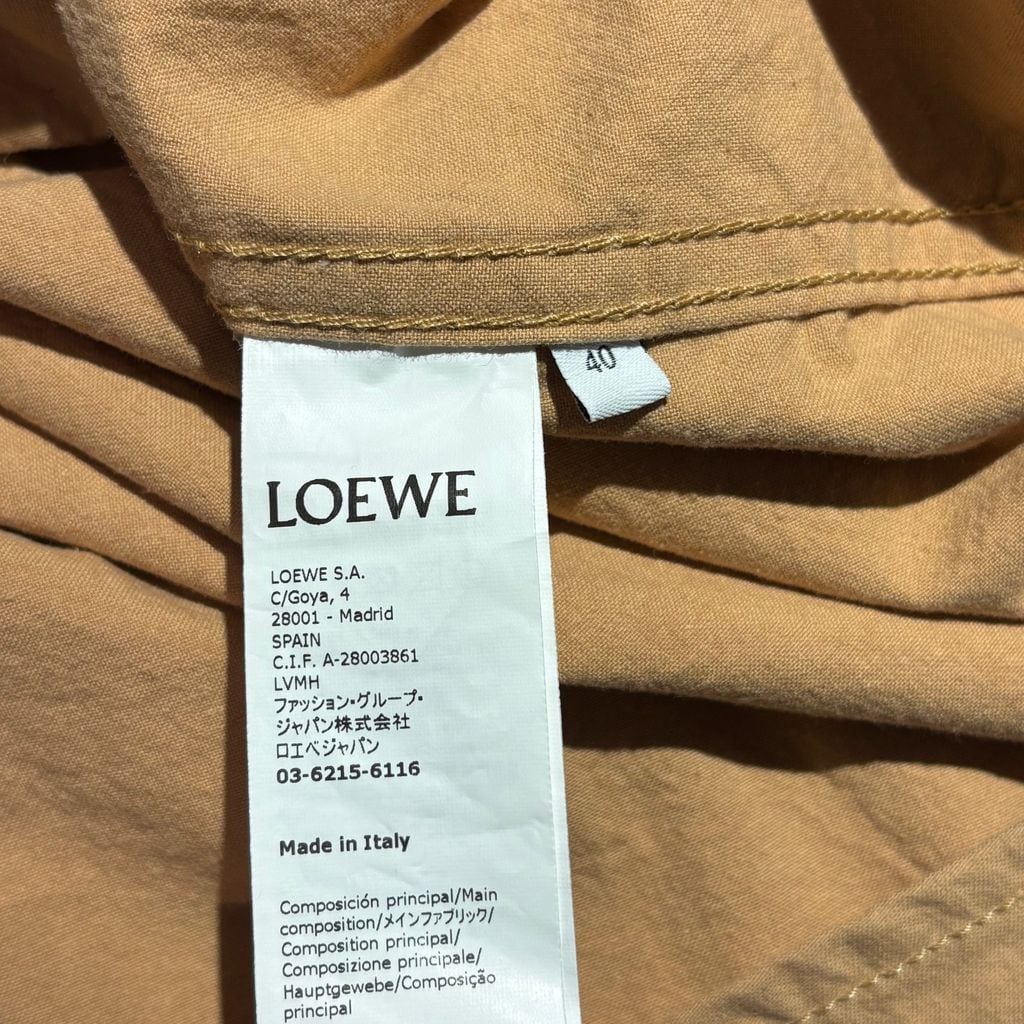 40
LOEWE
LOEWE S.A.
C/Goya, 4
28001 - Madrid
SPAIN
C.I.F. A-28003861
LVMH
ファッション・グループ・
ジャパン株式会社
ロエベジャパン
03-6215-6116
Made in Italy
Composición principal/Main
composition/メインファブリック/
Composition principal/
Composizione principale/
Hauptgewebe/Composição
principal